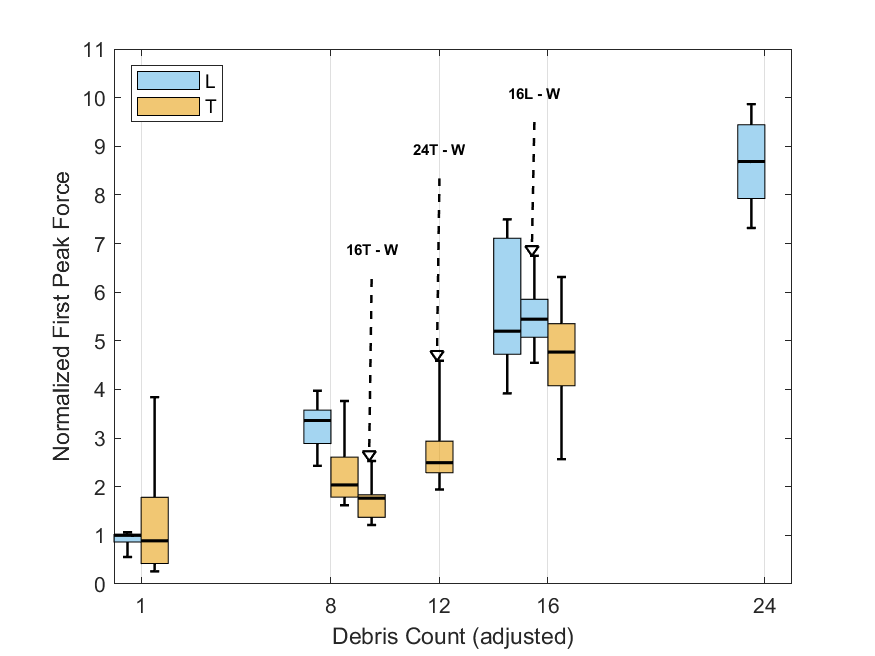 11
10
9
8
7
6
5
4
3
2
1
0
Normalized First Peak Force
L
T
16T - W
24T - W
16L - W
1
8
12
16
24
Debris Count (adjusted)